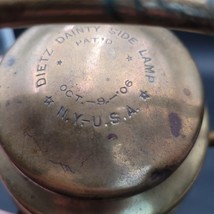 DIETZ DAINTY SIDE LAMP
PAT'D
OCT.-9-'06
★ N.Y.-U.S.A. ★